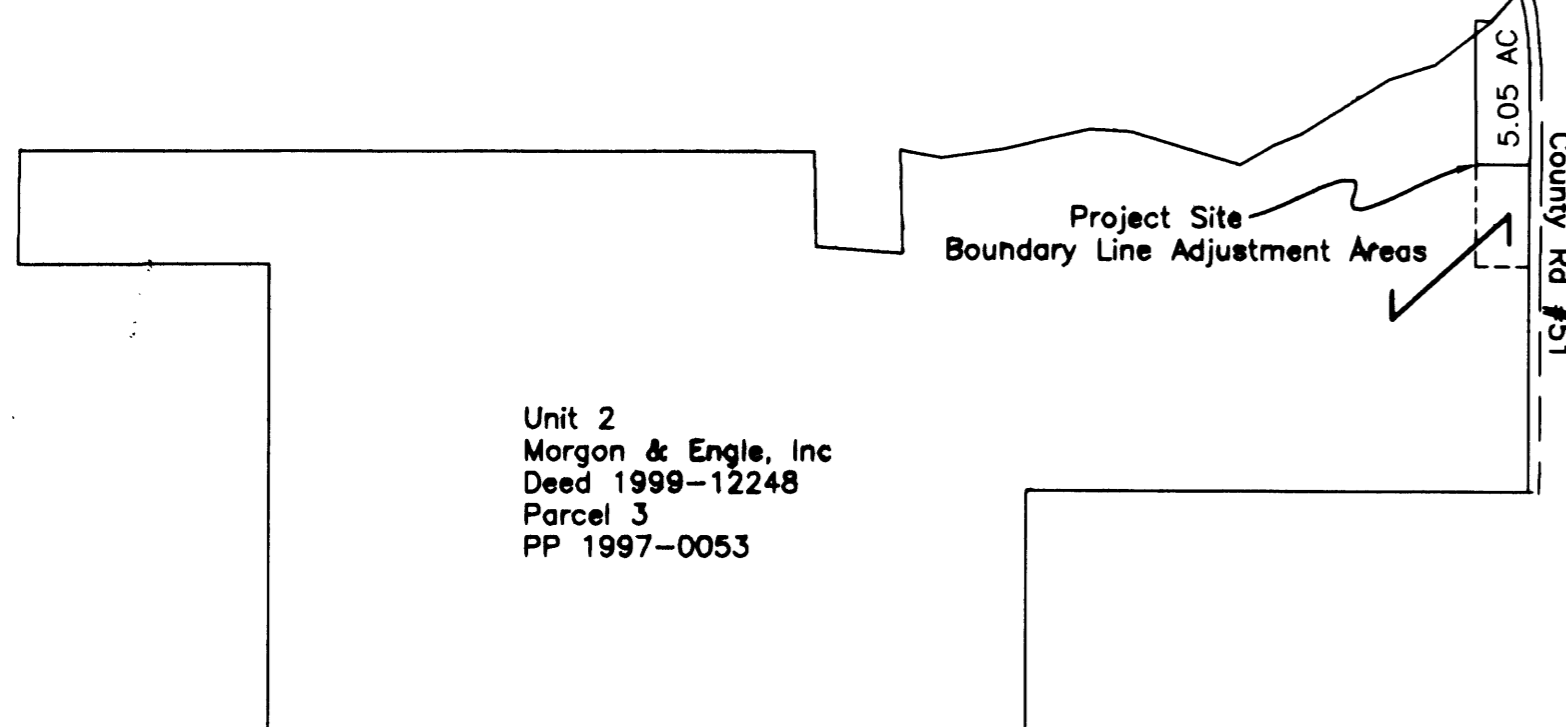 5.05 AC
County Rd #51
Project Site
Boundary Line Adjustment Areas
Unit 2
Morgon & Engle, Inc
Deed 1999-12248
Parcel 3
PP 1997-0053